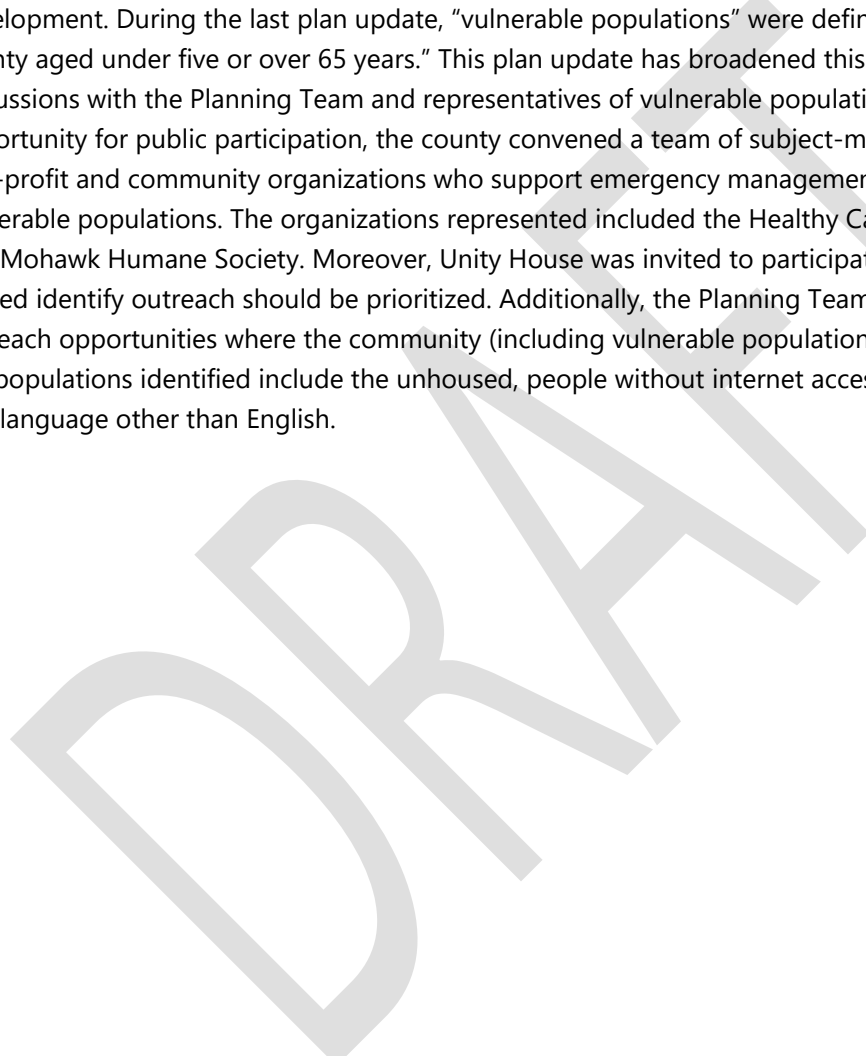 elopment. During the last plan update, “vulnerable populations” were defin
nty aged under five or over 65 years.” This plan update has broadened this
ussions with the Planning Team and representatives of vulnerable populati
ortunity for public participation, the county convened a team of subject-m
-profit and community organizations who support emergency managemen
erable populations. The organizations represented included the Healthy Ca
Mohawk Humane Society. Moreover, Unity House was invited to participat
ed identify outreach should be prioritized. Additionally, the Planning Team
each opportunities where the community (including vulnerable population
populations identified include the unhoused, people without internet acces
language other than English.
DRAFT